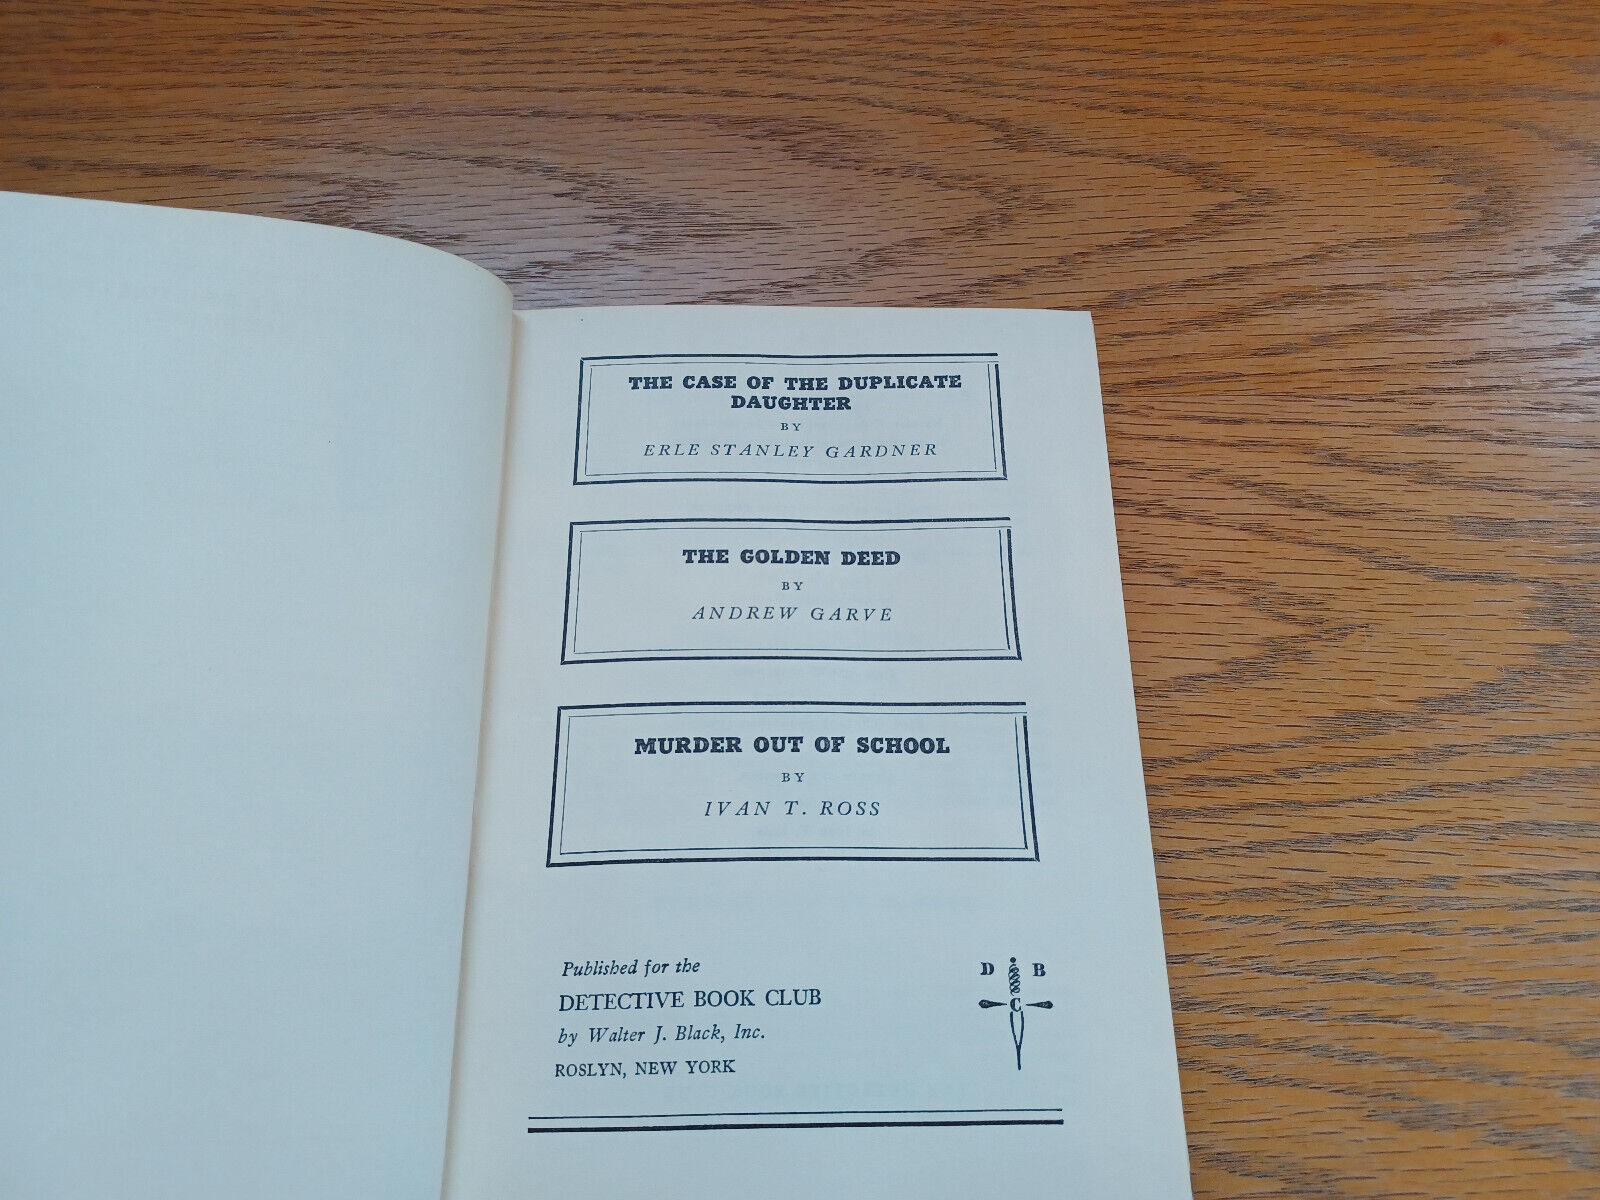 THE CASE OF THE DUPLICATE
DAUGHTER
BY
ERLE STANLEY GARDNER
THE GOLDEN DEED
BY
ANDREW GARVE
MURDER OUT OF SCHOOL
BY
IVAN T. ROSS
Published for the
DETECTIVE BOOK CLUB
by Walter J. Black, Inc.
ROSLYN, NEW YORK
D B
C